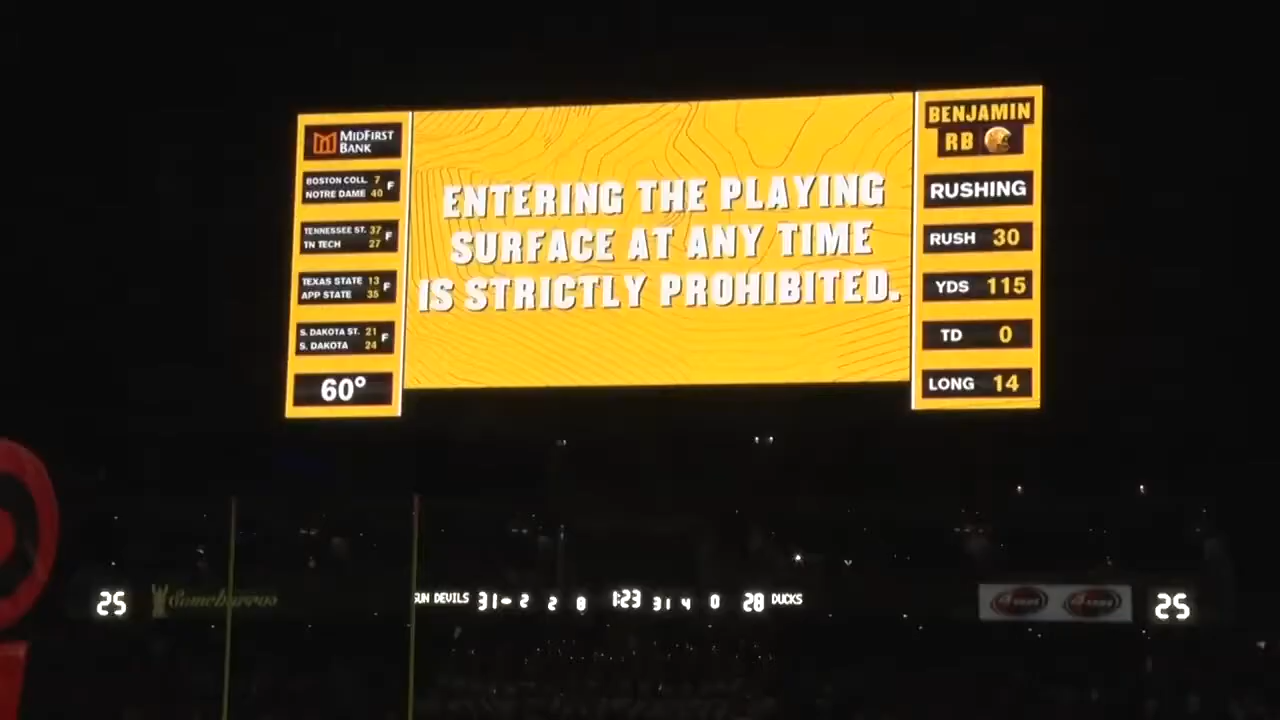 MIDFIRST
BANK
BOSTON COLL. 7
NOTRE DAME 40
F
TENNESSEE ST. 37
TN TECH 27
F
TEXAS STATE 13
APP STATE 35
F
S. DAKOTA ST. 21
S. DAKOTA 24
F
60°
ENTERING THE PLAYING
SURFACE AT ANY TIME
IS STRICTLY PROHIBITED.
BENJAMIN
RB
RUSHING
RUSH 30
YDS 115
TD 0
LONG 14
25
Someburros
SUN DEVILS 31 2 2 8 1:23 31 4 0 28 DUCKS
25